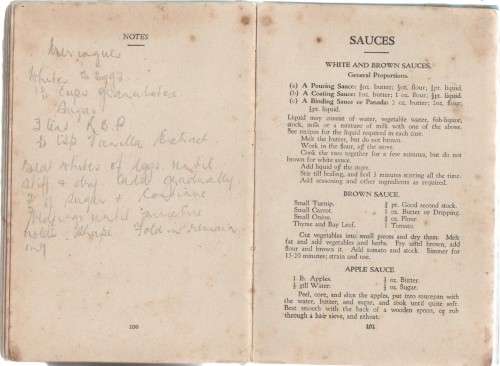 NOTES
Meringues
Whites 3 Eggs
Cups granulated
Sugar
3
tsp Vanilla Extract
Beat whites of Eggs until
stiff & dry Add gradually
of sugar & Continue
until mixture
holds shape Fold in remain
ing
100
SAUCES
WHITE AND BROWN SAUCES.
General Proportions.
(a) A Pouring Sauce: ½oz. butter; ½oz. flour; ½pt. liquid
(b) A Coating Sauce: 1oz. butter; 1 oz. flour; ½pt. liquid.
(c) A Binding Sauce or Panada: 2 oz. butter; 2oz. flour;
½pt. liquid.
Liquid may consist of water, vegetable water, fish-liquor,
stock, milk or a mixture of milk with one of the above.
See recipes for the liquid required in each case.
Melt the butter, but do not brown.
Work in the flour, off the stove.
Cook the two together for a few minutes, but do not
brown for white sauce.
Add liquid off the stove.
Stir till boiling, and boil 3 minutes stirring all the time.
Add seasoning and other ingredients as required.
BROWN SAUCE.
Small Turnip. pt. Good second stock.
Small Carrot. 1 oz. Butter or Dripping.
Small Onion. oz. Flour.
Thyme and Bay Leaf. 1 Tomato.
Cut vegetables into small pieces and dry them. Melt
fat and add vegetables and herbs. Fry until brown, add
flour and brown it. Add tomato and stock. Simmer for
15-20 minutes; strain and use.
APPLE SAUCE
1 lb. Apples. ½ oz. Butter.
½ gill Water. ½ oz. Sugar.
Peel, core, and slice the apples, put into saucepan with
the water, butter, and sugar, and cook until quite soft.
Beat smooth with the back of a wooden spoon, or rub
through a hair sieve, and reheat.
101